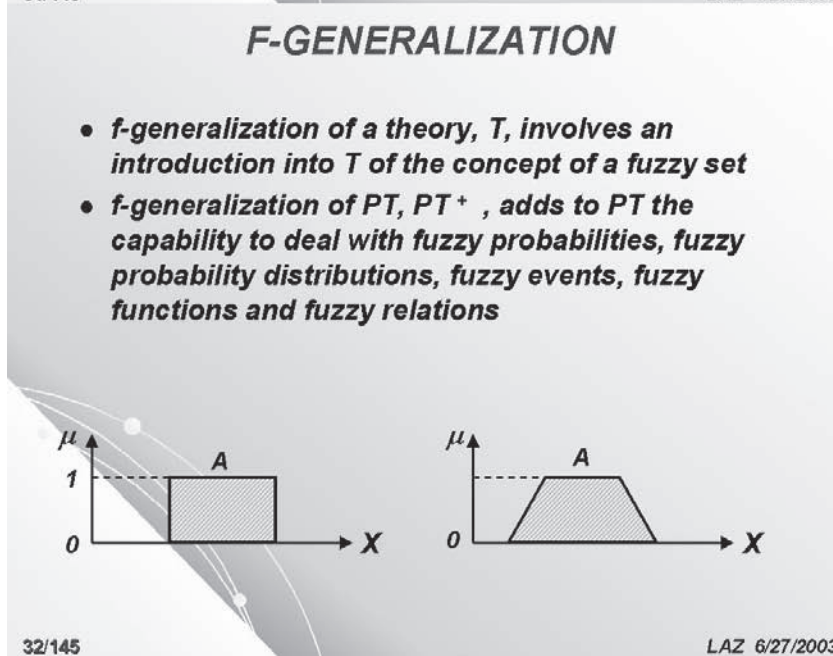 F-GENERALIZATION
• f-generalization of a theory, T, involves an
introduction into T of the concept of a fuzzy set
• f-generalization of PT, PT⁺ , adds to PT the
capability to deal with fuzzy probabilities, fuzzy
probability distributions, fuzzy events, fuzzy
functions and fuzzy relations
μ A
1
0 X
μ A
0 X
32/145 LAZ 6/27/2003